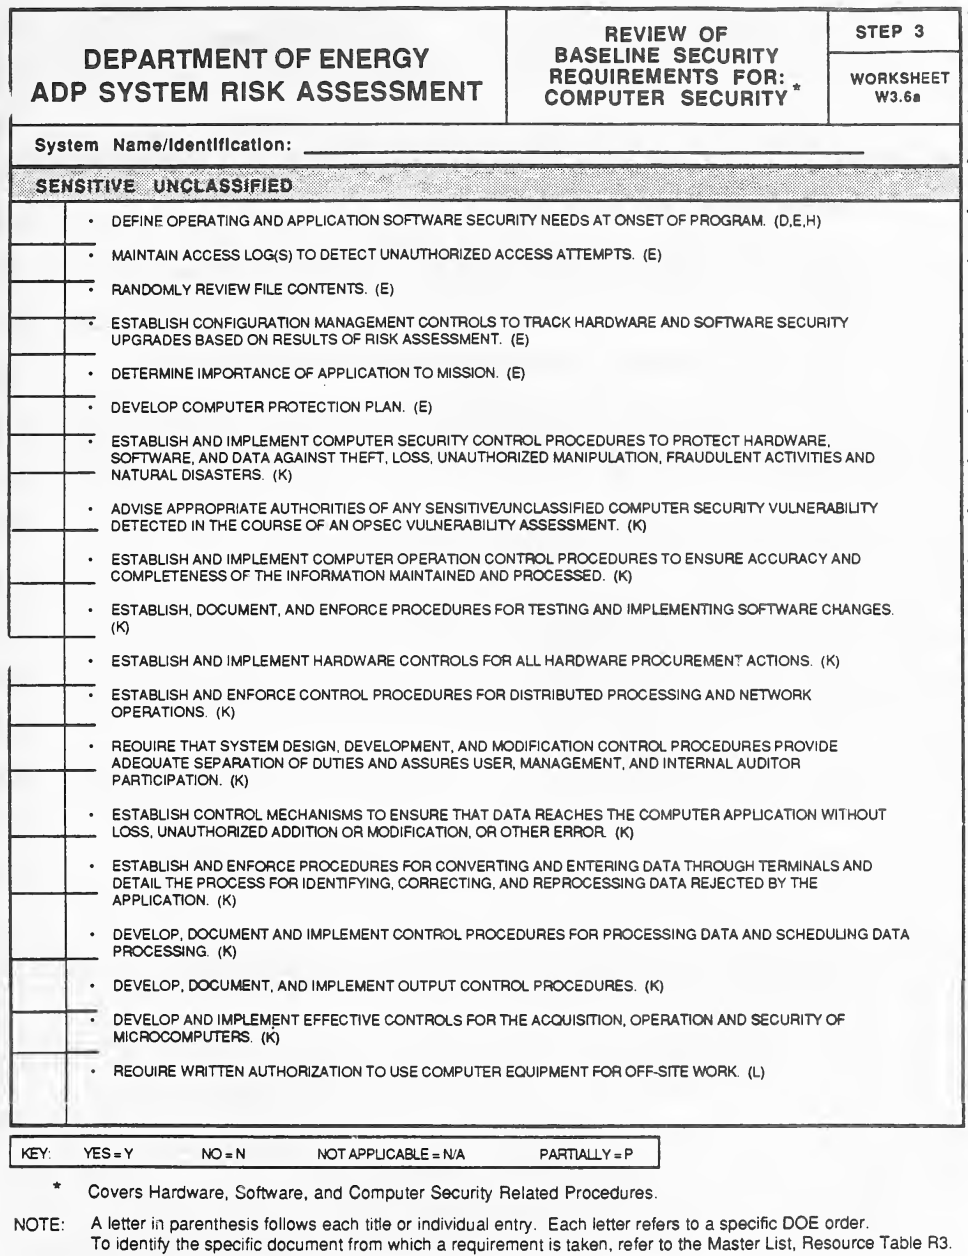 DEPARTMENT OF ENERGY
ADP SYSTEM RISK ASSESSMENT
REVIEW OF
BASELINE SECURITY
REQUIREMENTS FOR:
COMPUTER SECURITY*
STEP 3
WORKSHEET
W3.6a
System Name/Identification:
SENSITIVE UNCLASSIFIED
• DEFINE OPERATING AND APPLICATION SOFTWARE SECURITY NEEDS AT ONSET OF PROGRAM. (D,E,H)
• MAINTAIN ACCESS LOG(S) TO DETECT UNAUTHORIZED ACCESS ATTEMPTS. (E)
• RANDOMLY REVIEW FILE CONTENTS. (E)
• ESTABLISH CONFIGURATION MANAGEMENT CONTROLS TO TRACK HARDWARE AND SOFTWARE SECURITY
UPGRADES BASED ON RESULTS OF RISK ASSESSMENT. (E)
• DETERMINE IMPORTANCE OF APPLICATION TO MISSION. (E)
• DEVELOP COMPUTER PROTECTION PLAN. (E)
• ESTABLISH AND IMPLEMENT COMPUTER SECURITY CONTROL PROCEDURES TO PROTECT HARDWARE,
SOFTWARE, AND DATA AGAINST THEFT, LOSS, UNAUTHORIZED MANIPULATION, FRAUDULENT ACTIVITIES AND
NATURAL DISASTERS. (K)
• ADVISE APPROPRIATE AUTHORITIES OF ANY SENSITIVE/UNCLASSIFIED COMPUTER SECURITY VULNERABILITY
DETECTED IN THE COURSE OF AN OPSEC VULNERABILITY ASSESSMENT. (K)
• ESTABLISH AND IMPLEMENT COMPUTER OPERATION CONTROL PROCEDURES TO ENSURE ACCURACY AND
COMPLETENESS OF THE INFORMATION MAINTAINED AND PROCESSED. (K)
• ESTABLISH, DOCUMENT, AND ENFORCE PROCEDURES FOR TESTING AND IMPLEMENTING SOFTWARE CHANGES.
(K)
• ESTABLISH AND IMPLEMENT HARDWARE CONTROLS FOR ALL HARDWARE PROCUREMENT ACTIONS. (K)
• ESTABLISH AND ENFORCE CONTROL PROCEDURES FOR DISTRIBUTED PROCESSING AND NETWORK
OPERATIONS. (K)
• REQUIRE THAT SYSTEM DESIGN, DEVELOPMENT, AND MODIFICATION CONTROL PROCEDURES PROVIDE
ADEQUATE SEPARATION OF DUTIES AND ASSURES USER, MANAGEMENT, AND INTERNAL AUDITOR
PARTICIPATION. (K)
• ESTABLISH CONTROL MECHANISMS TO ENSURE THAT DATA REACHES THE COMPUTER APPLICATION WITHOUT
LOSS, UNAUTHORIZED ADDITION OR MODIFICATION, OR OTHER ERROR. (K)
• ESTABLISH AND ENFORCE PROCEDURES FOR CONVERTING AND ENTERING DATA THROUGH TERMINALS AND
DETAIL THE PROCESS FOR IDENTIFYING, CORRECTING, AND REPROCESSING DATA REJECTED BY THE
APPLICATION. (K)
• DEVELOP, DOCUMENT AND IMPLEMENT CONTROL PROCEDURES FOR PROCESSING DATA AND SCHEDULING DATA
PROCESSING. (K)
• DEVELOP, DOCUMENT, AND IMPLEMENT OUTPUT CONTROL PROCEDURES. (K)
• DEVELOP AND IMPLEMENT EFFECTIVE CONTROLS FOR THE ACQUISITION, OPERATION AND SECURITY OF
MICROCOMPUTERS. (K)
• REQUIRE WRITTEN AUTHORIZATION TO USE COMPUTER EQUIPMENT FOR OFF-SITE WORK. (L)
KEY: YES = Y NO = N NOT APPLICABLE = N/A PARTIALLY = P
* Covers Hardware, Software, and Computer Security Related Procedures.
NOTE: A letter in parenthesis follows each title or individual entry. Each letter refers to a specific DOE order.
To identify the specific document from which a requirement is taken, refer to the Master List, Resource Table R3.